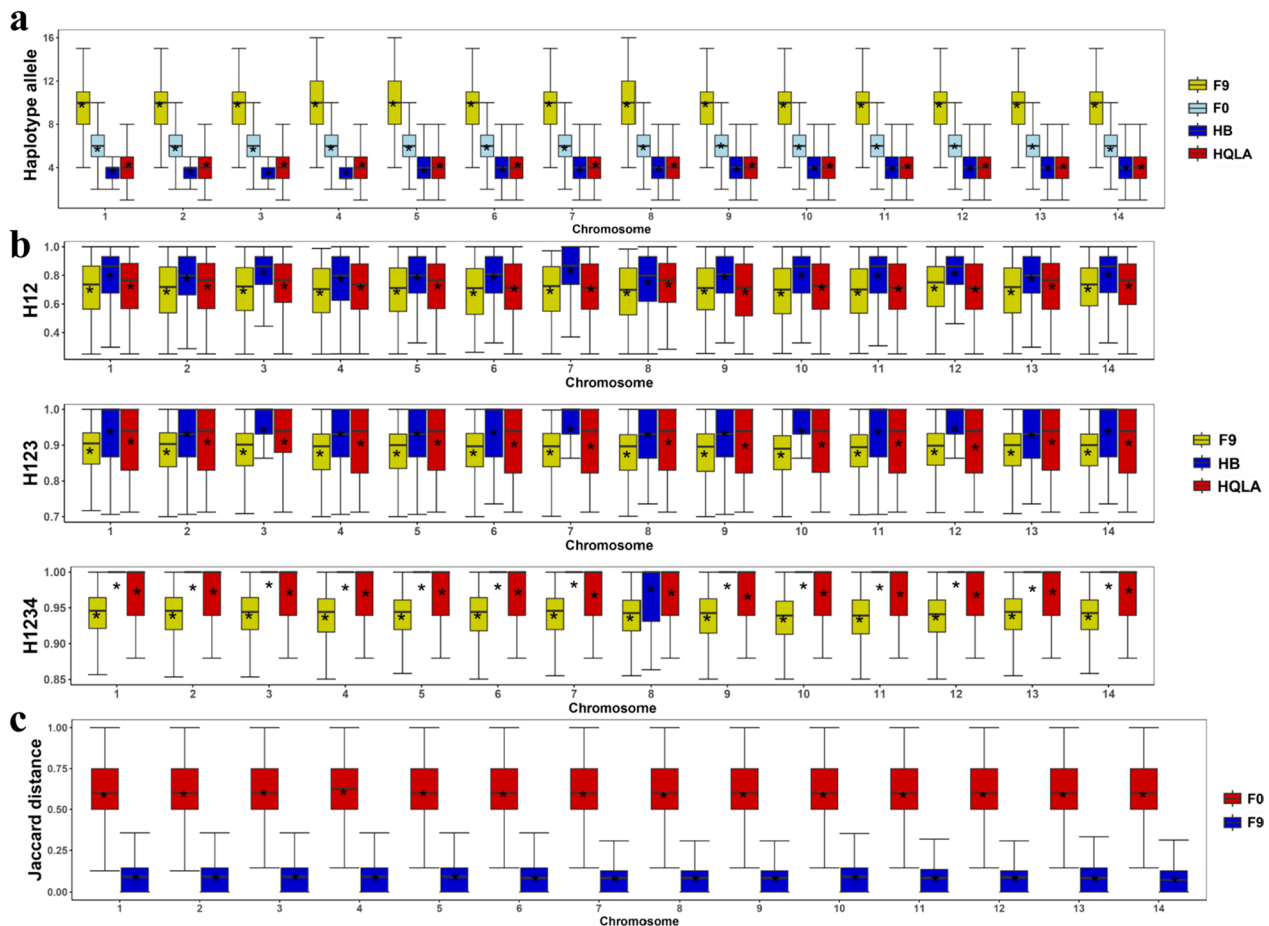 a
Haplotype allele
16
12
8
4
1 2 3 4 5 6 7 8 9 10 11 12 13 14
Chromosome
F9
F0
HB
HQLA
b
H12
1.0
0.8
0.6
0.4
1 2 3 4 5 6 7 8 9 10 11 12 13 14
Chromosome
H123
1.0
0.9
0.8
0.7
1 2 3 4 5 6 7 8 9 10 11 12 13 14
Chromosome
F9
HB
HQLA
H1234
1.00
0.95
0.90
0.85
1 2 3 4 5 6 7 8 9 10 11 12 13 14
Chromosome
c
Jaccard distance
1.00
0.75
0.50
0.25
0.00
1 2 3 4 5 6 7 8 9 10 11 12 13 14
Chromosome
F0
F9